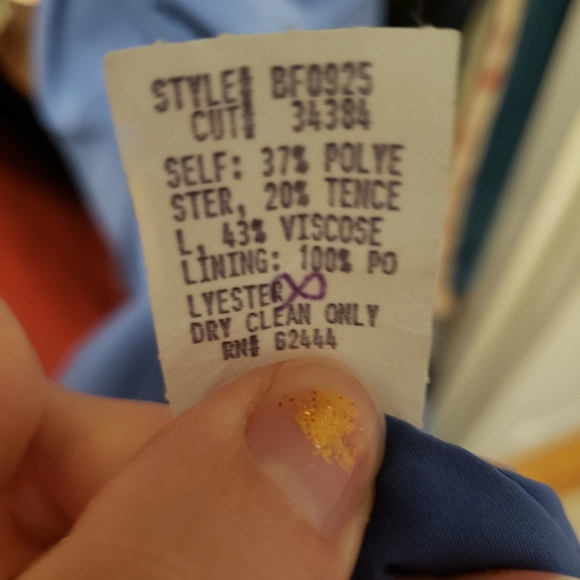 STYLE# BF0925
CUT# 34384
SELF: 37% POLYE
STER, 20% TENCE
L, 43% VISCOSE
LINING: 100% PO
LYESTER
DRY CLEAN ONLY
RN# 62444